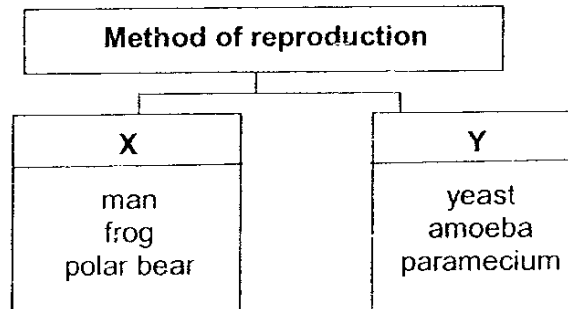 Method of reproduction
X
man
frog
polar bear
Y
yeast
amoeba
paramecium